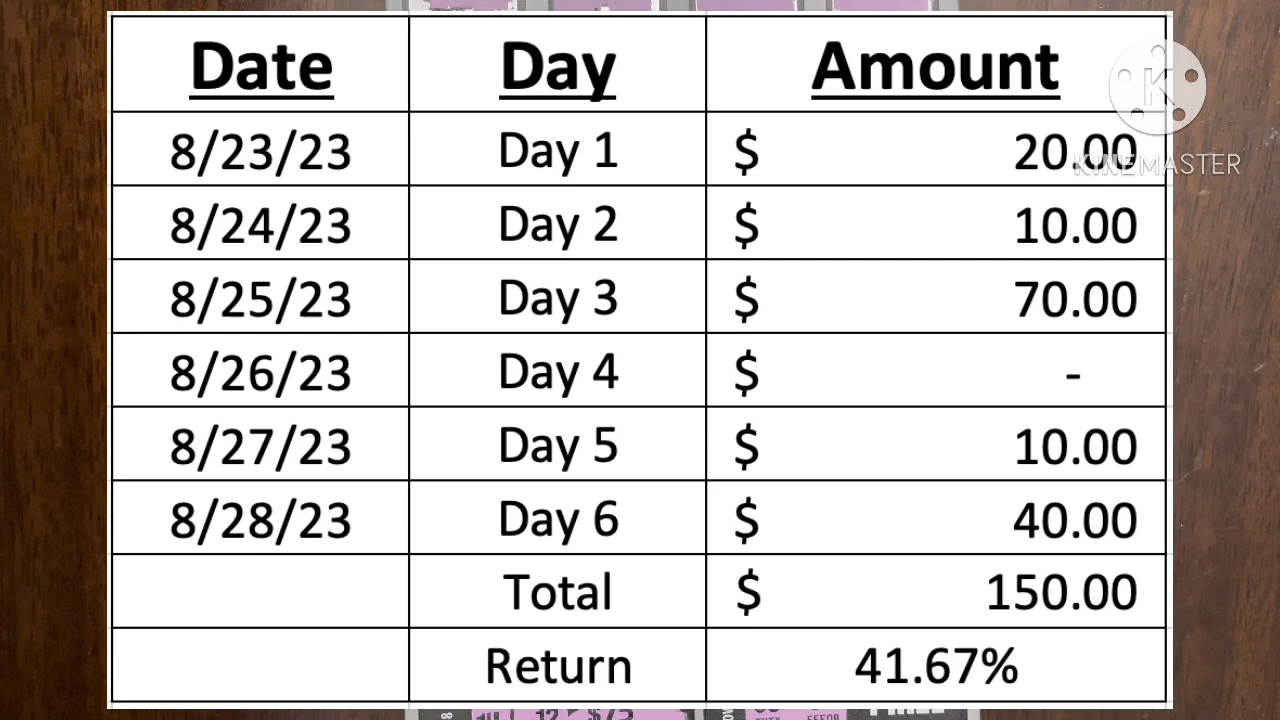 Date Day Amount
8/23/23 Day 1 $ 20.00
8/24/23 Day 2 $ 10.00
8/25/23 Day 3 $ 70.00
8/26/23 Day 4 $ -
8/27/23 Day 5 $ 10.00
8/28/23 Day 6 $ 40.00
Total $ 150.00
Return 41.67%
K
KINEMASTER